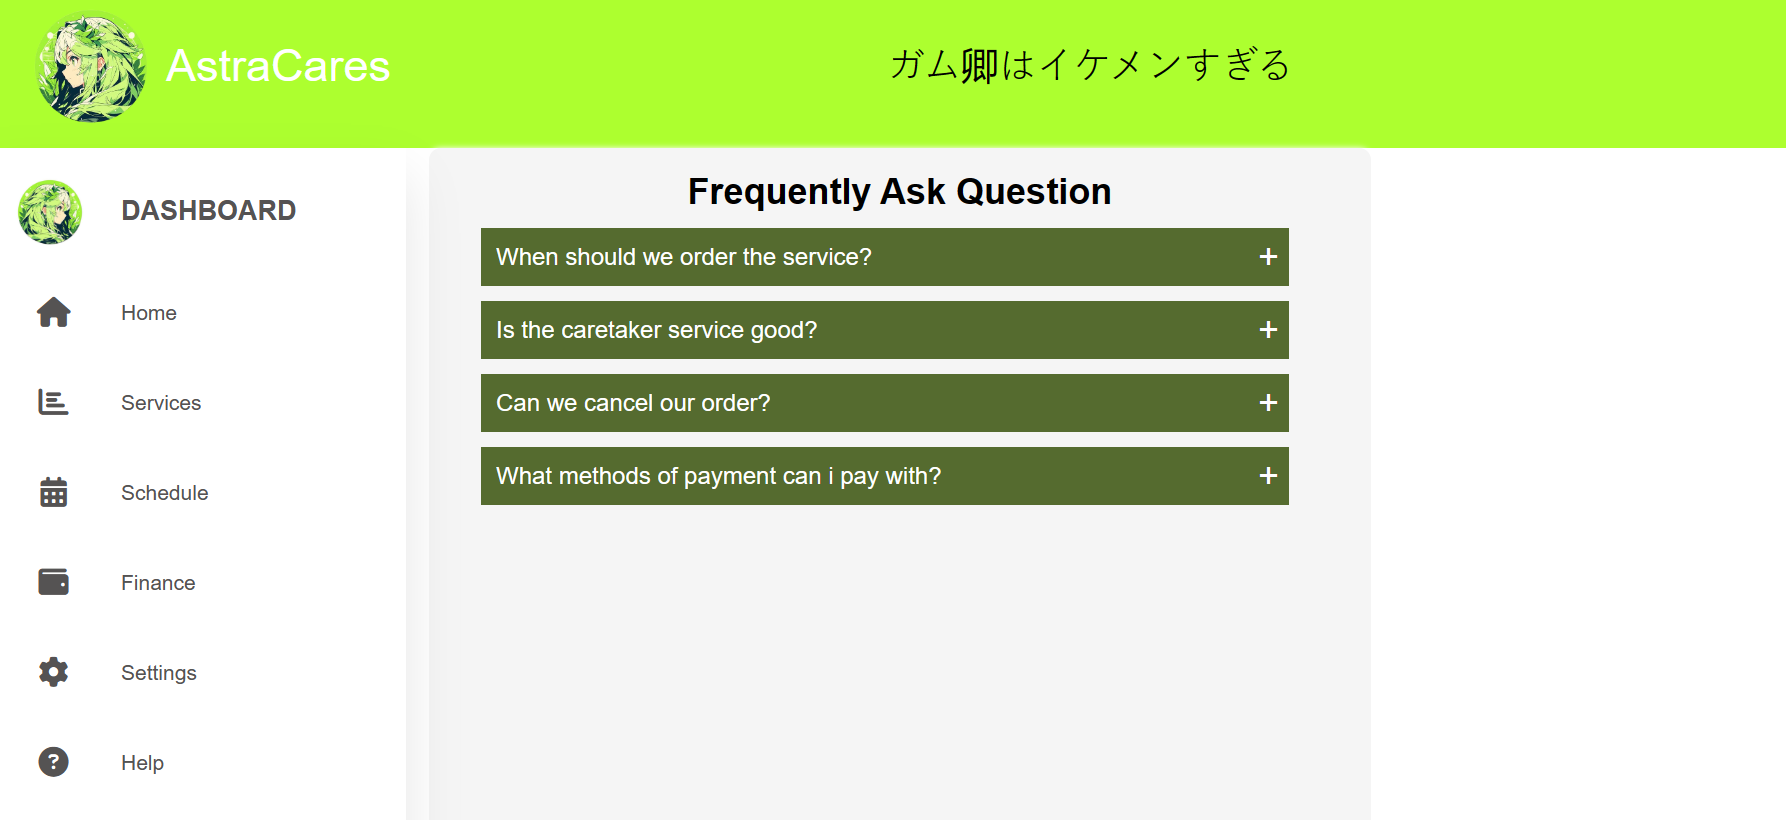 AstraCares
ガム卿はイケメンすぎる
DASHBOARD
Home
Services
Schedule
Finance
Settings
Help
Frequently Ask Question
When should we order the service? +
Is the caretaker service good? +
Can we cancel our order? +
What methods of payment can i pay with? +